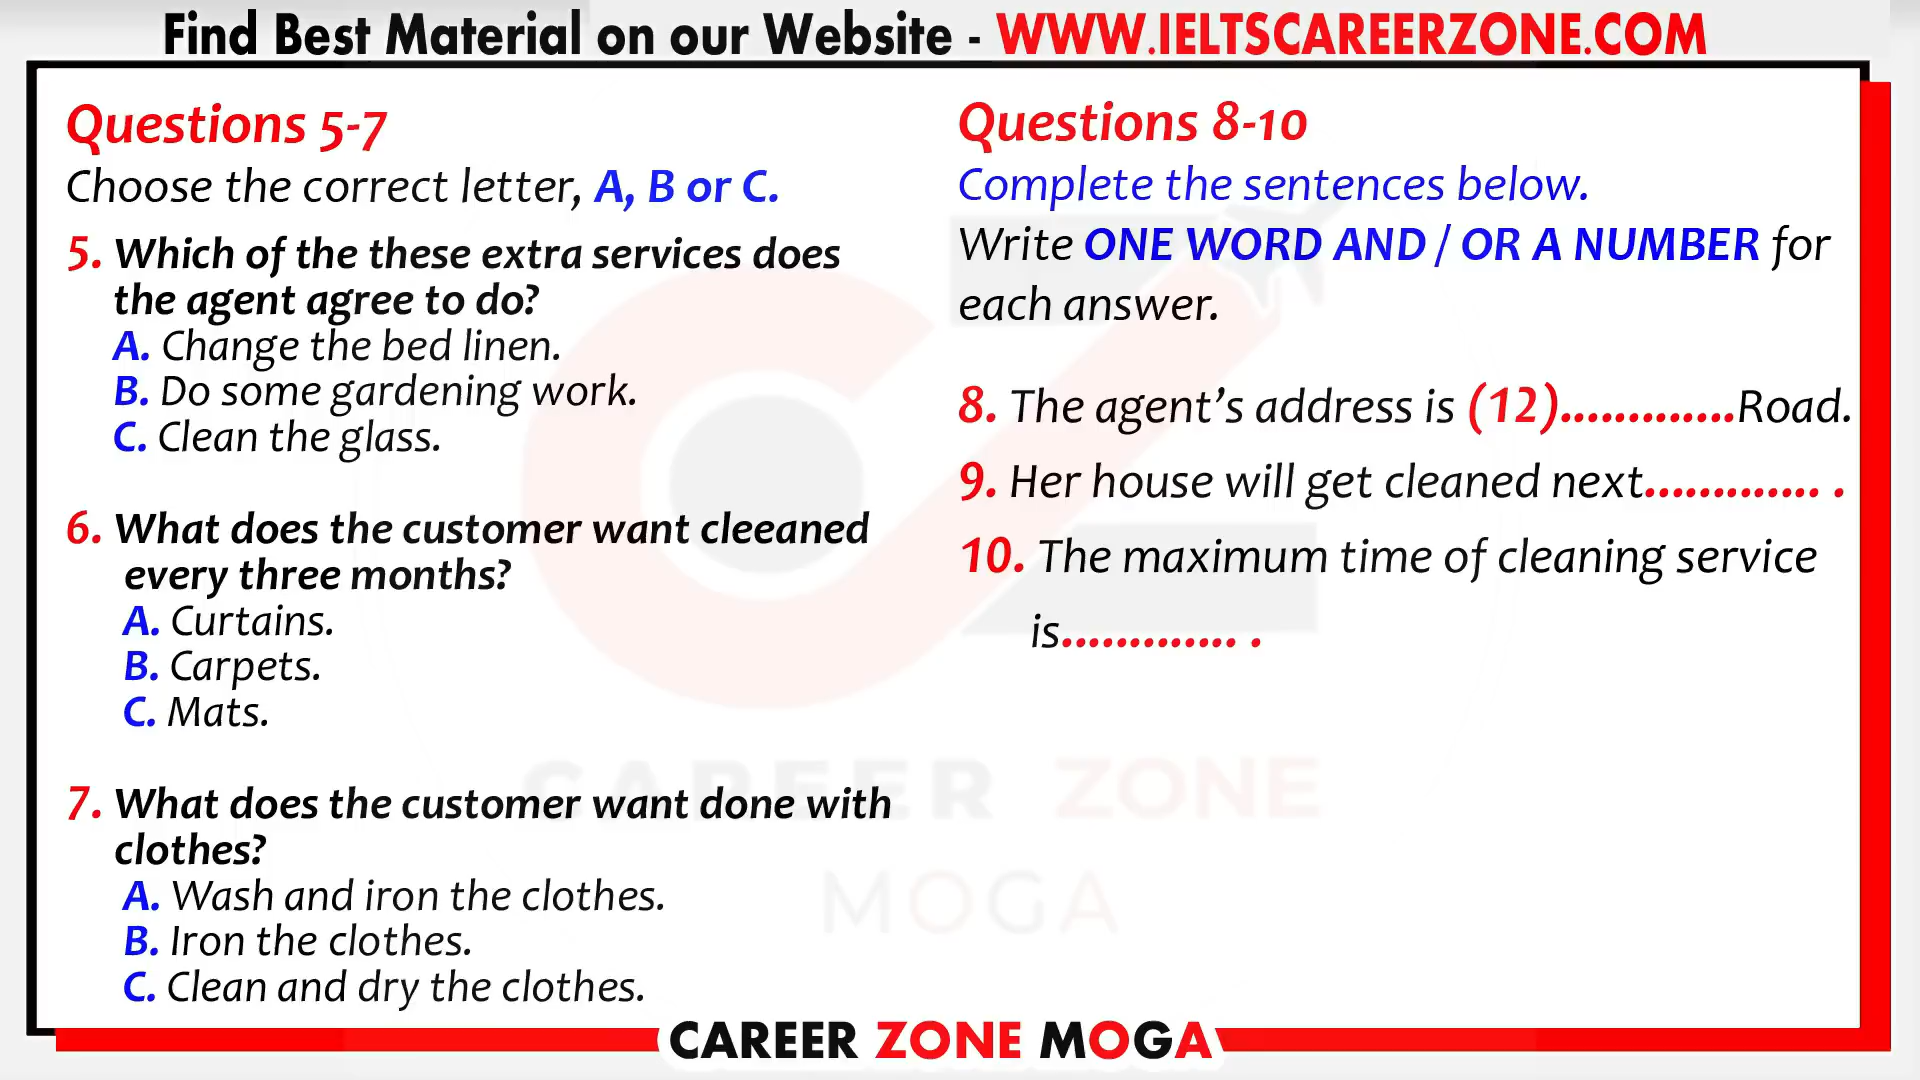 Find Best Material on our Website - WWW.IELTSCAREERZONE.COM
Questions 5-7
Choose the correct letter, A, B or C.
5. Which of the these extra services does
the agent agree to do?
A. Change the bed linen.
B. Do some gardening work.
C. Clean the glass.
6. What does the customer want cleeaned
every three months?
A. Curtains.
B. Carpets.
C. Mats.
7. What does the customer want done with
clothes?
A. Wash and iron the clothes.
B. Iron the clothes.
C. Clean and dry the clothes.
Questions 8-10
Complete the sentences below.
Write ONE WORD AND / OR A NUMBER for
each answer.
8. The agent’s address is (12).............Road.
9. Her house will get cleaned next............. .
10. The maximum time of cleaning service
is............. .
CAREER ZONE
MOGA
CAREER ZONE MOGA